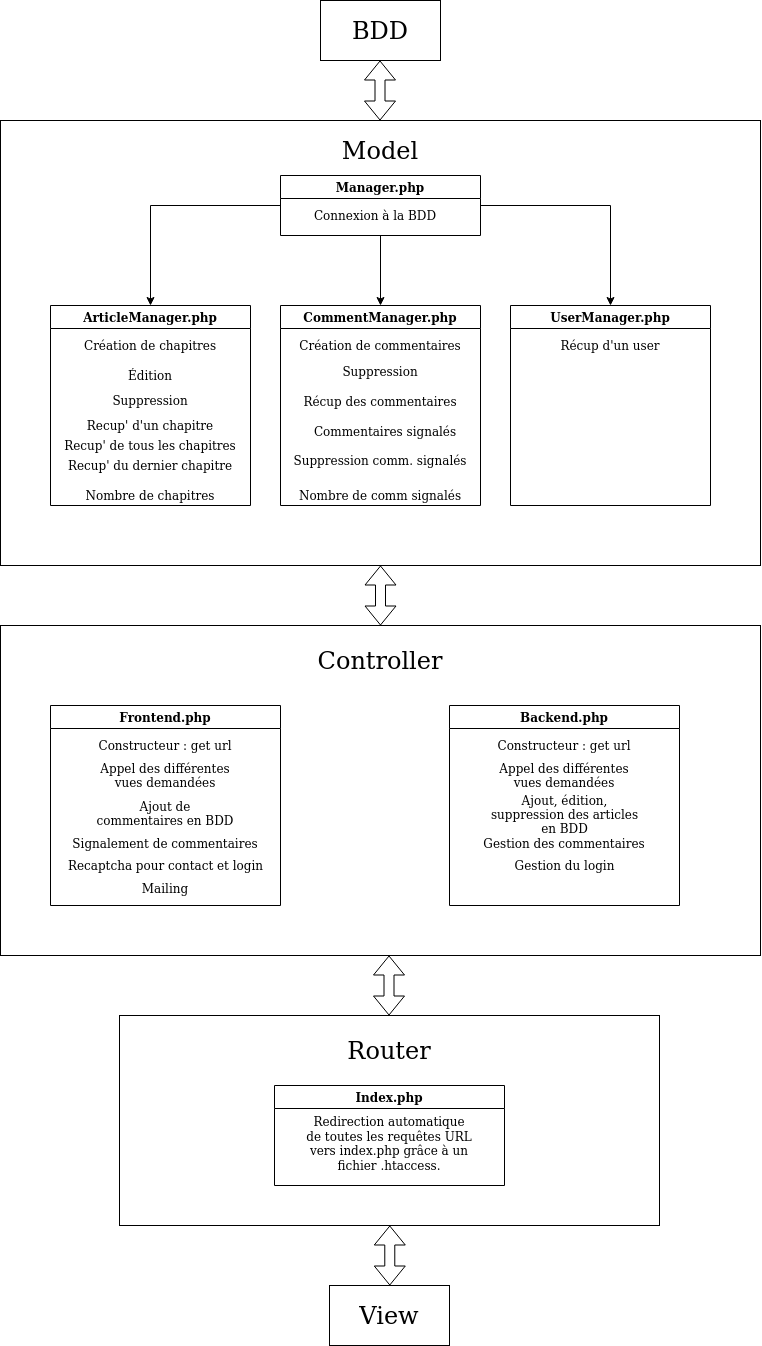 BDD
Model
Manager.php
Connexion à la BDD
ArticleManager.php
Création de chapitres
Édition
Suppression
Recup' d'un chapitre
Recup' de tous les chapitres
Recup' du dernier chapitre
Nombre de chapitres
CommentManager.php
Création de commentaires
Suppression
Récup des commentaires
Commentaires signalés
Suppression comm. signalés
Nombre de comm signalés
UserManager.php
Récup d'un user
Controller
Frontend.php
Constructeur : get url
Appel des différentes
vues demandées
Ajout de
commentaires en BDD
Signalement de commentaires
Recaptcha pour contact et login
Mailing
Backend.php
Constructeur : get url
Appel des différentes
vues demandées
Ajout, édition,
suppression des articles
en BDD
Gestion des commentaires
Gestion du login
Router
Index.php
Redirection automatique
de toutes les requêtes URL
vers index.php grâce à un
fichier .htaccess.
View